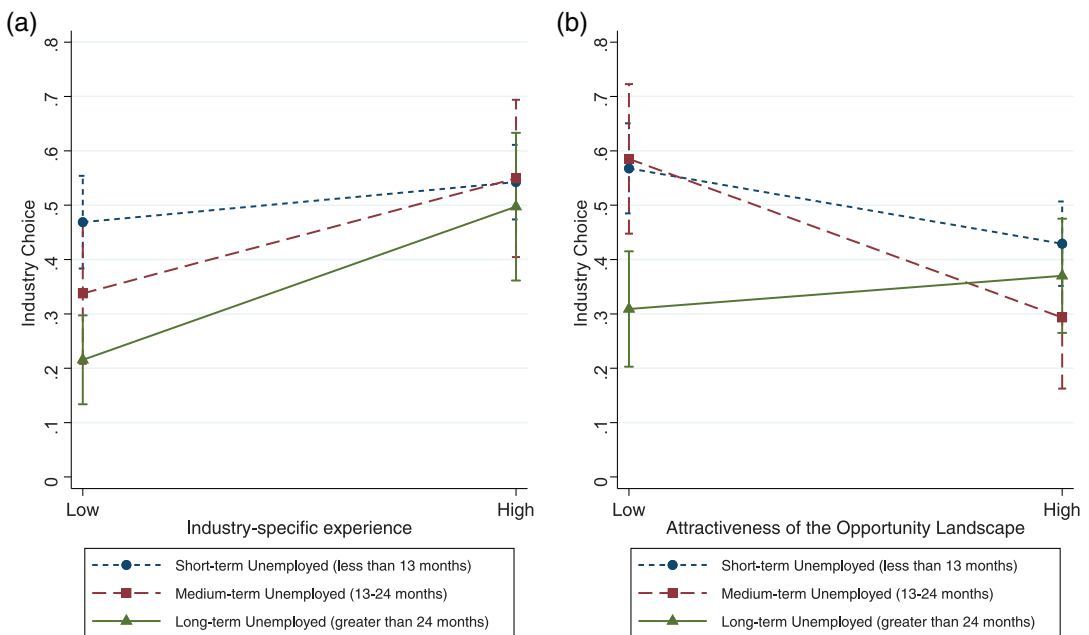 (a)
Industry Choice
.8
.7
.6
.5
.4
.3
.2
.1
0
Low
High
Industry-specific experience
Short-term Unemployed (less than 13 months)
Medium-term Unemployed (13-24 months)
Long-term Unemployed (greater than 24 months)
(b)
Industry Choice
.8
.7
.6
.5
.4
.3
.2
.1
0
Low
High
Attractiveness of the Opportunity Landscape
Short-term Unemployed (less than 13 months)
Medium-term Unemployed (13-24 months)
Long-term Unemployed (greater than 24 months)